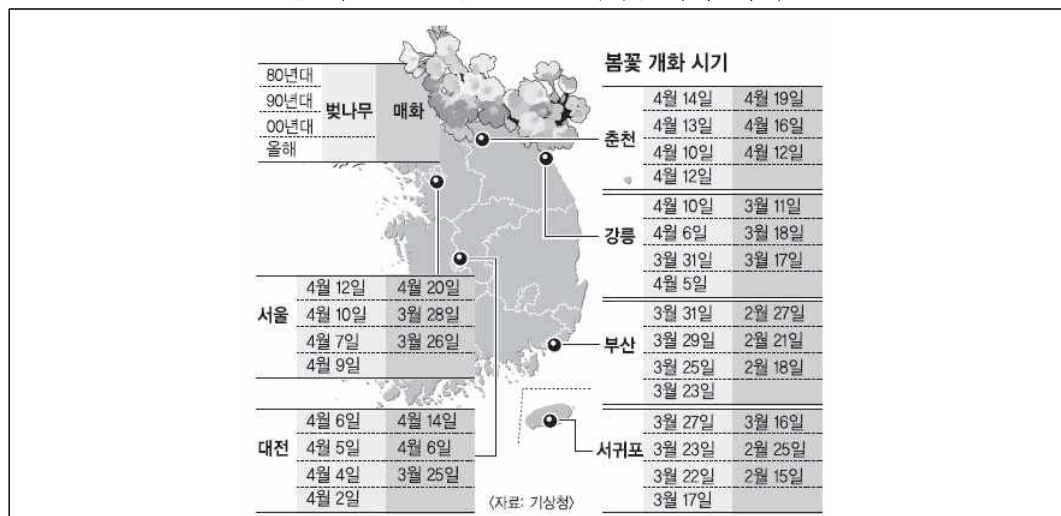 봄꽃 개화 시기
80년대
90년대
00년대
올해
벚나무
매화
춘천
4월 14일 4월 19일
4월 13일 4월 16일
4월 10일 4월 12일
4월 12일
강릉
4월 10일 3월 11일
4월 6일 3월 18일
3월 31일 3월 17일
4월 5일
서울
4월 12일 4월 20일
4월 10일 3월 28일
4월 7일 3월 26일
4월 9일
부산
3월 31일 2월 27일
3월 29일 2월 21일
3월 25일 2월 18일
3월 23일
대전
4월 6일 4월 14일
4월 5일 4월 6일
4월 4일 3월 25일
4월 2일
서귀포
3월 27일 3월 16일
3월 23일 2월 25일
3월 22일 2월 15일
3월 17일
〈자료: 기상청〉